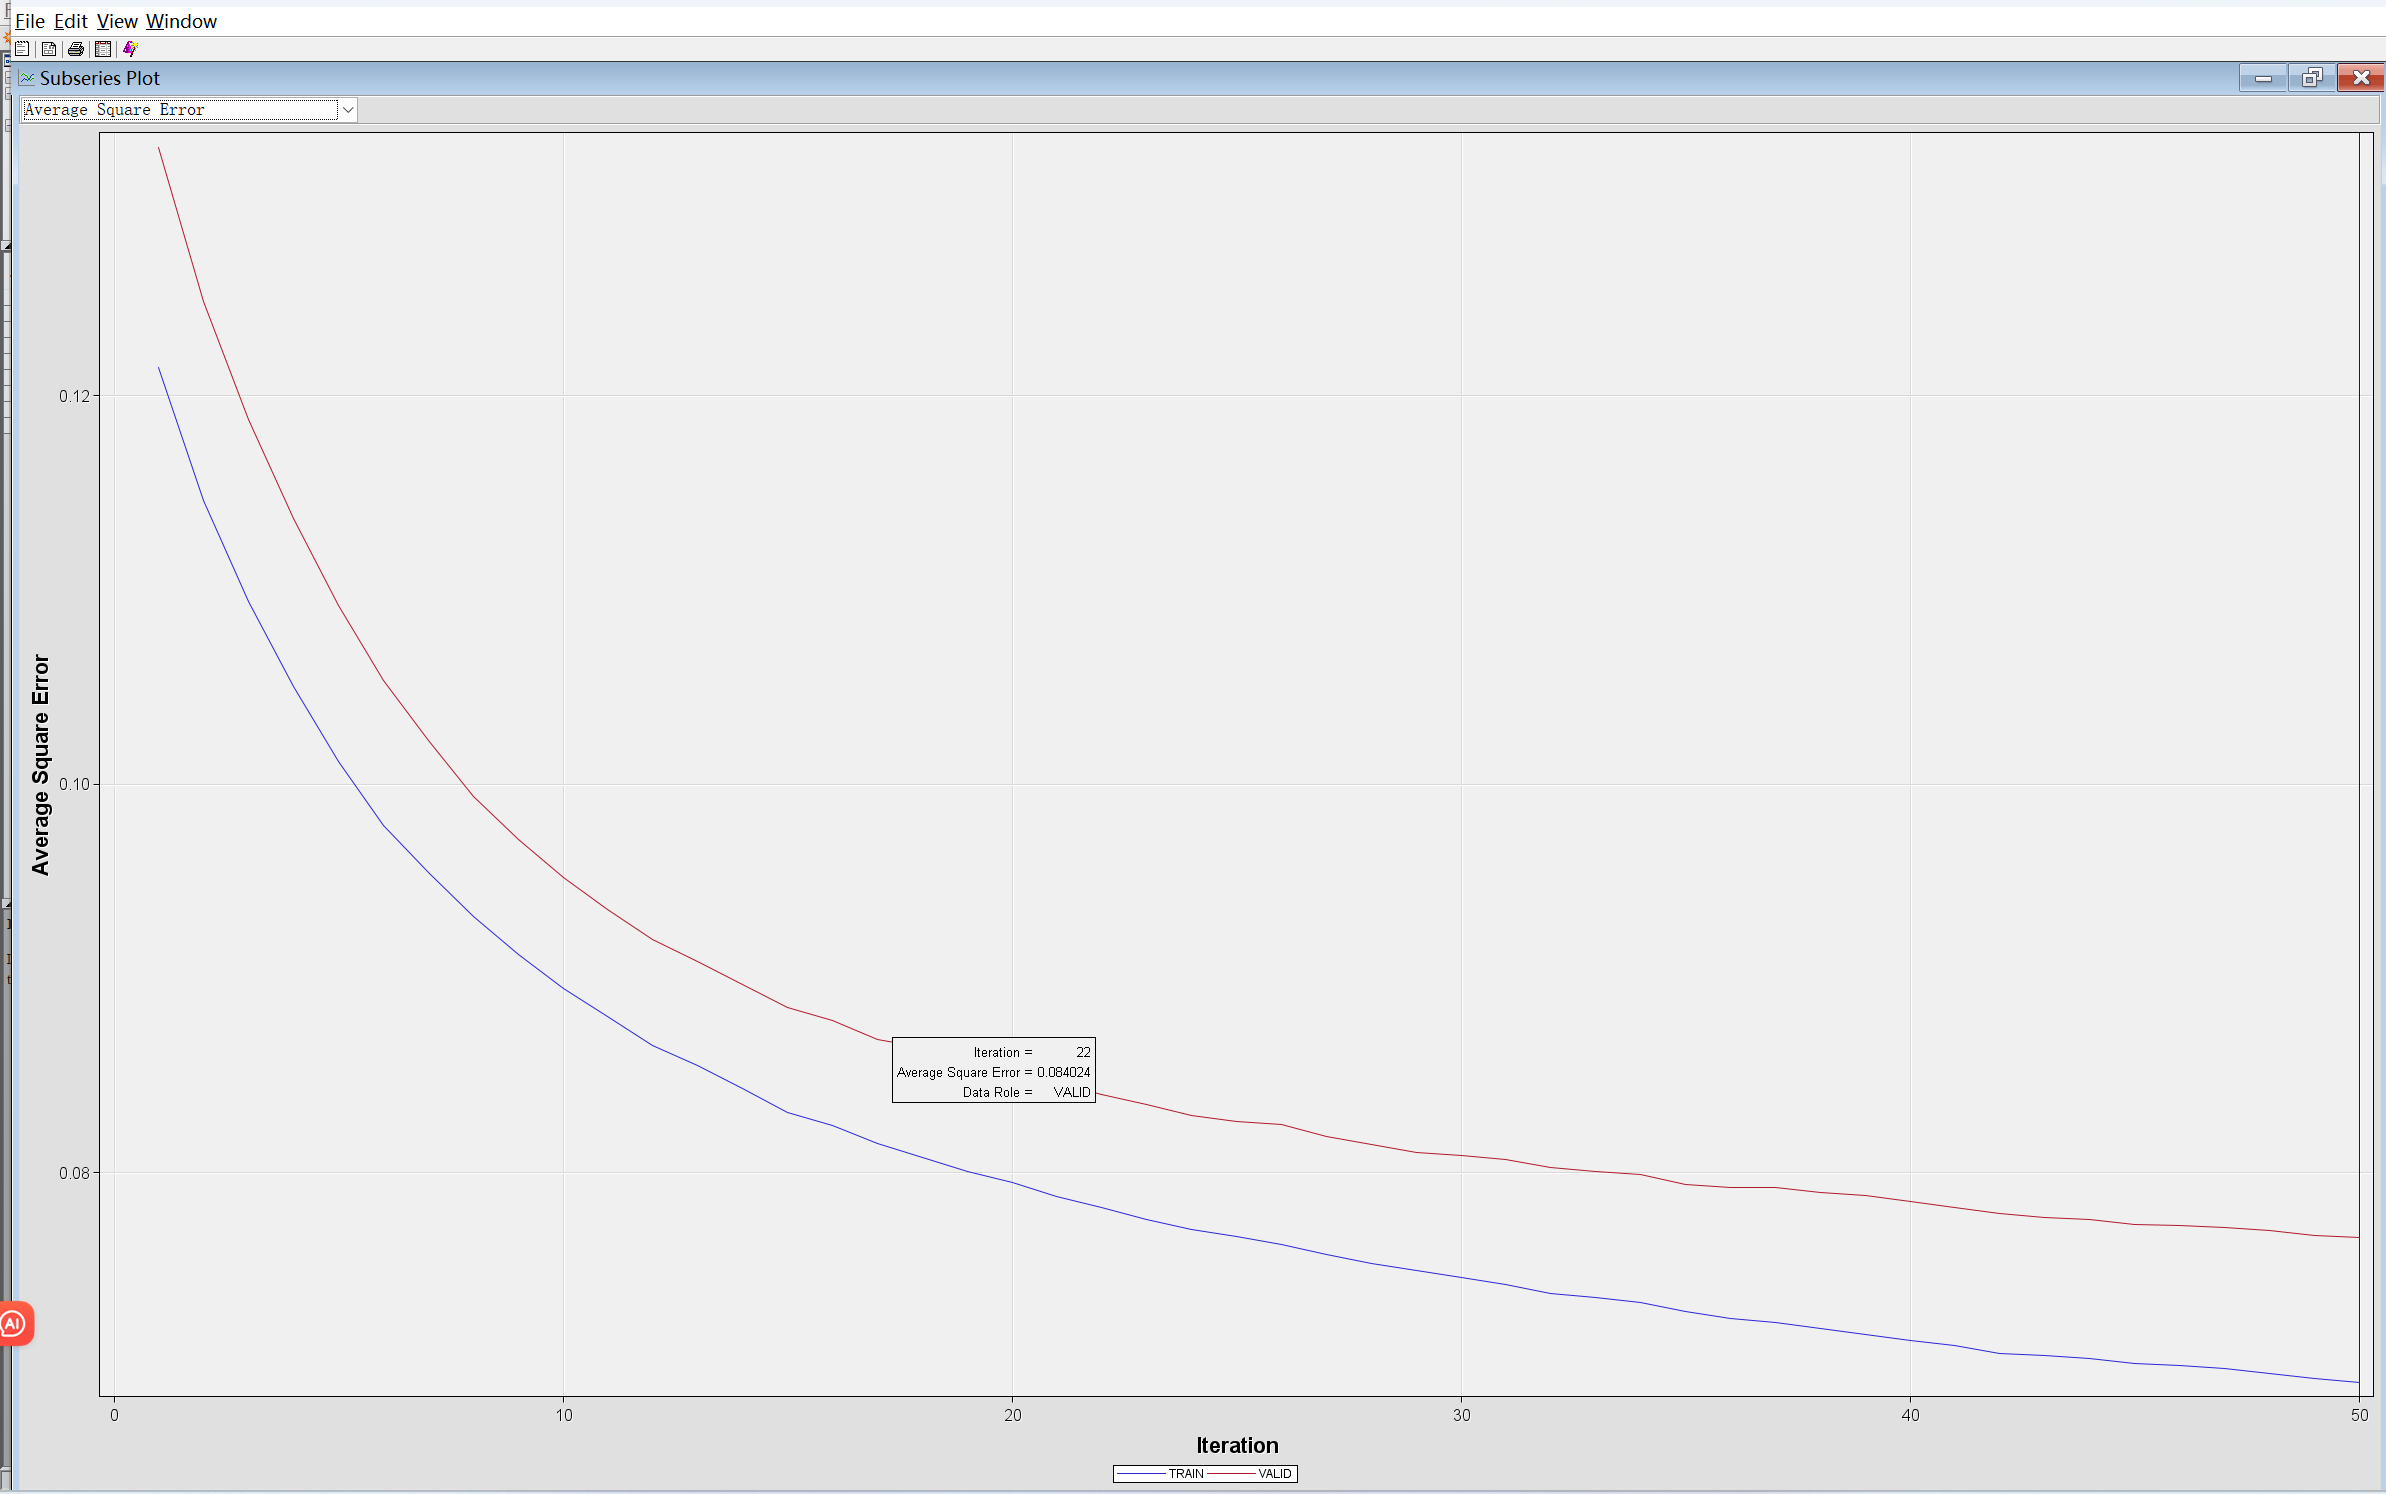 File Edit View Window
Subseries Plot
Average Square Error
Average Square Error
0.12
0.10
0.08
Iteration = 22
Average Square Error = 0.084024
Data Role = VALID
0 10 20 30 40 50
Iteration
TRAIN VALID
AI